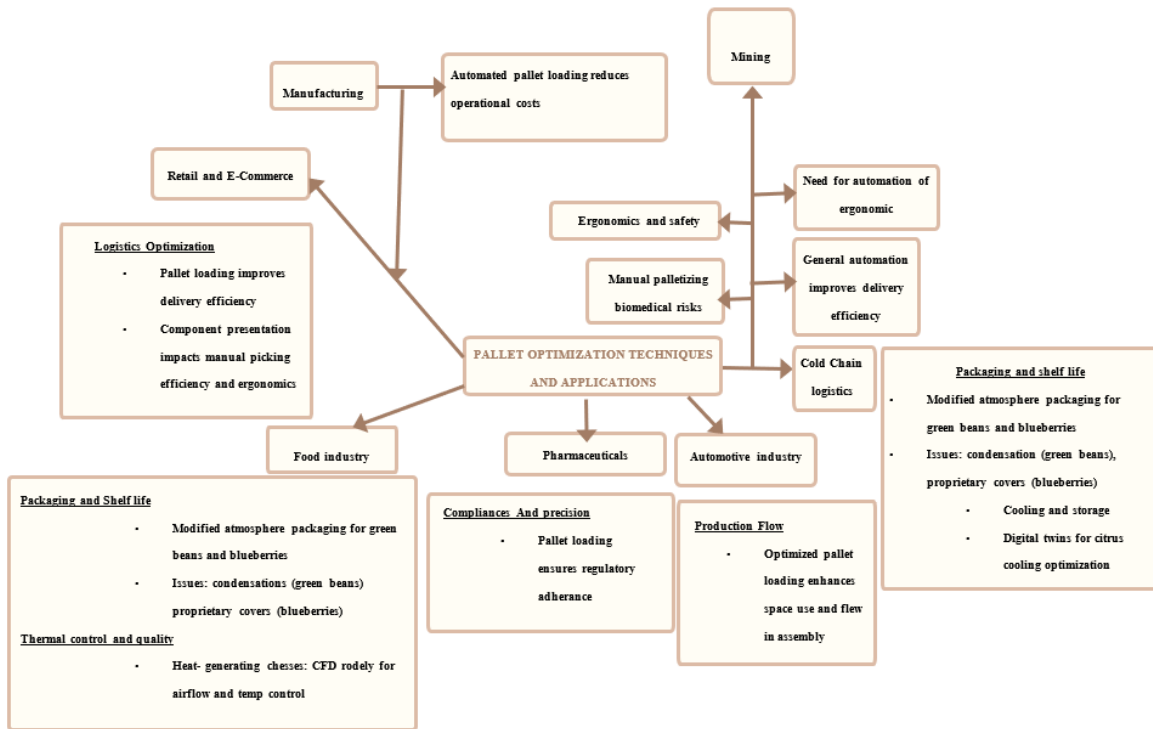 Mining
Automated pallet loading reduces
operational costs
Manufacturing
Retail and E-Commerce
Need for automation of
ergonomic
Ergonomics and safety
Logistics Optimization
• Pallet loading improves
delivery efficiency
• Component presentation
impacts manual picking
efficiency and ergonomics
General automation
improves delivery
efficiency
Manual palletizing
biomedical risks
PALLET OPTIMIZATION TECHNIQUES
AND APPLICATIONS
Cold Chain
logistics
Packaging and shelf life
• Modified atmosphere packaging for
green beans and blueberries
• Issues: condensation (green beans),
proprietary covers (blueberries)
• Cooling and storage
• Digital twins for citrus
cooling optimization
Food industry
Pharmaceuticals
Automotive industry
Packaging and Shelf life
• Modified atmosphere packaging for green
beans and blueberries
• Issues: condensations (green beans)
proprietary covers (blueberries)
Thermal control and quality
• Heat- generating chesses: CFD rodely for
airflow and temp control
Compliances And precision
• Pallet loading
ensures regulatory
adherance
Production Flow
• Optimized pallet
loading enhances
space use and flew
in assembly